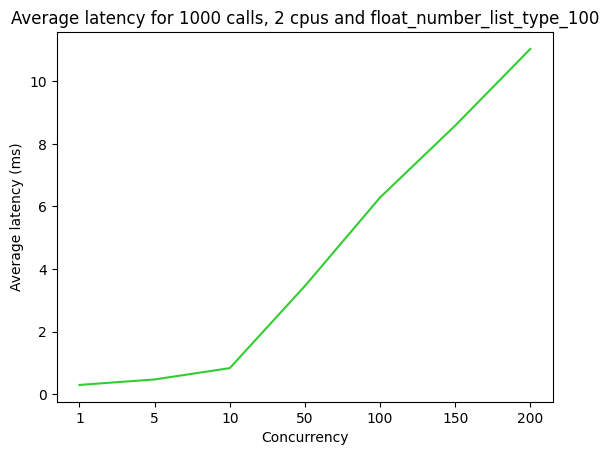 Average latency for 1000 calls, 2 cpus and float_number_list_type_100
Average latency (ms)
10
8
6
4
2
0
1 5 10 50 100 150 200
Concurrency